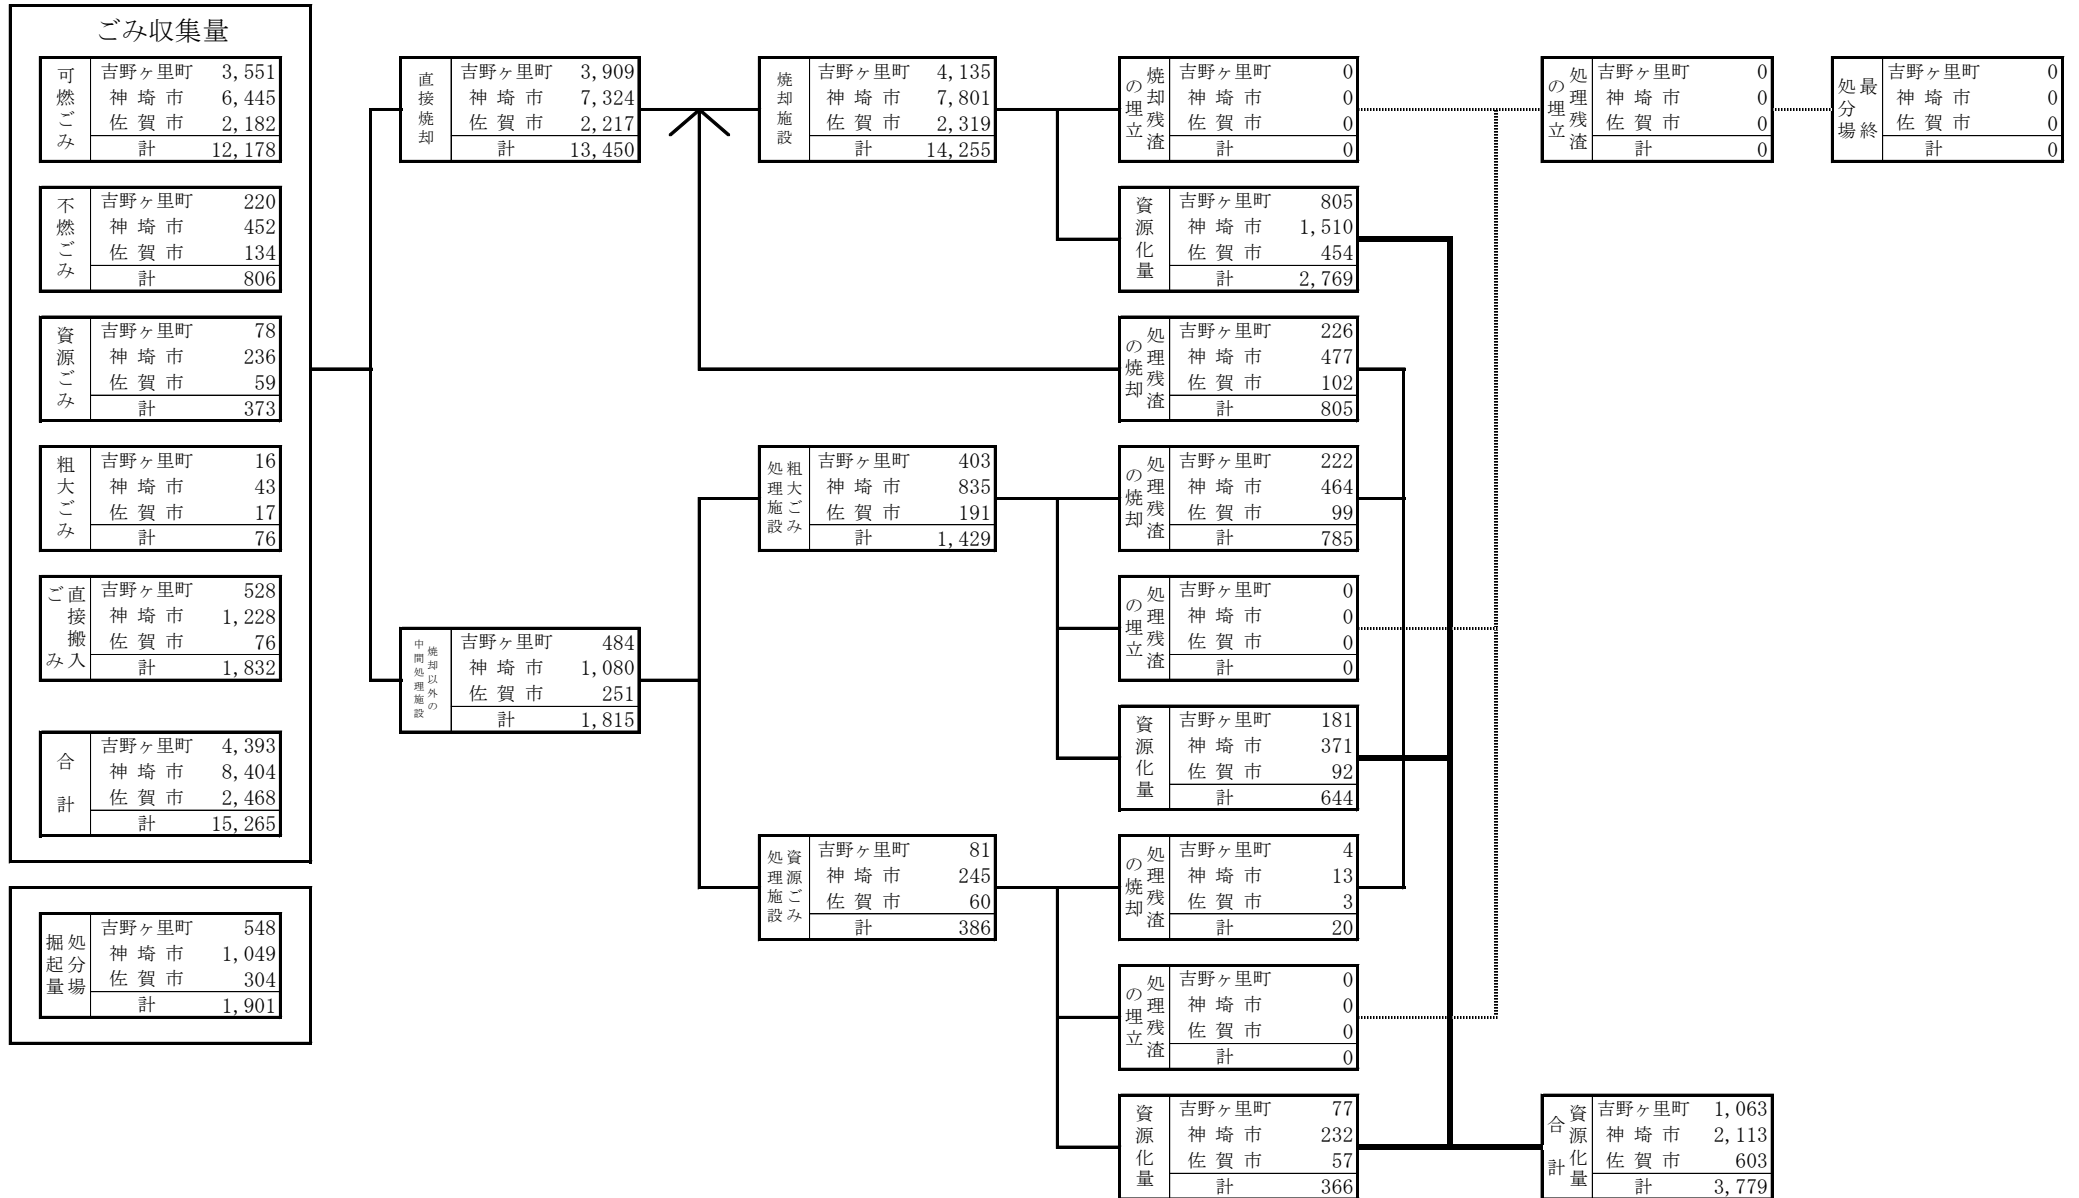 ごみ収集量
可燃ごみ
吉野ヶ里町 3,551
神埼市 6,445
佐賀市 2,182
計 12,178
不燃ごみ
吉野ヶ里町 220
神埼市 452
佐賀市 134
計 806
資源ごみ
吉野ヶ里町 78
神埼市 236
佐賀市 59
計 373
粗大ごみ
吉野ヶ里町 16
神埼市 43
佐賀市 17
計 76
直接搬入ごみ
吉野ヶ里町 528
神埼市 1,228
佐賀市 76
計 1,832
合計
吉野ヶ里町 4,393
神埼市 8,404
佐賀市 2,468
計 15,265
処分場掘起量
吉野ヶ里町 548
神埼市 1,049
佐賀市 304
計 1,901
直接焼却
吉野ヶ里町 3,909
神埼市 7,324
佐賀市 2,217
計 13,450
焼却以外の中間処理施設
吉野ヶ里町 484
神埼市 1,080
佐賀市 251
計 1,815
焼却施設
吉野ヶ里町 4,135
神埼市 7,801
佐賀市 2,319
計 14,255
粗大ごみ処理施設
吉野ヶ里町 403
神埼市 835
佐賀市 191
計 1,429
資源ごみ処理施設
吉野ヶ里町 81
神埼市 245
佐賀市 60
計 386
焼却残渣の埋立
吉野ヶ里町 0
神埼市 0
佐賀市 0
計 0
資源化量
吉野ヶ里町 805
神埼市 1,510
佐賀市 454
計 2,769
処理残渣の焼却
吉野ヶ里町 226
神埼市 477
佐賀市 102
計 805
処理残渣の焼却
吉野ヶ里町 222
神埼市 464
佐賀市 99
計 785
処理残渣の埋立
吉野ヶ里町 0
神埼市 0
佐賀市 0
計 0
資源化量
吉野ヶ里町 181
神埼市 371
佐賀市 92
計 644
処理残渣の焼却
吉野ヶ里町 4
神埼市 13
佐賀市 3
計 20
処理残渣の埋立
吉野ヶ里町 0
神埼市 0
佐賀市 0
計 0
資源化量
吉野ヶ里町 77
神埼市 232
佐賀市 57
計 366
処理残渣の埋立
吉野ヶ里町 0
神埼市 0
佐賀市 0
計 0
最終処分場
吉野ヶ里町 0
神埼市 0
佐賀市 0
計 0
資源化量合計
吉野ヶ里町 1,063
神埼市 2,113
佐賀市 603
計 3,779